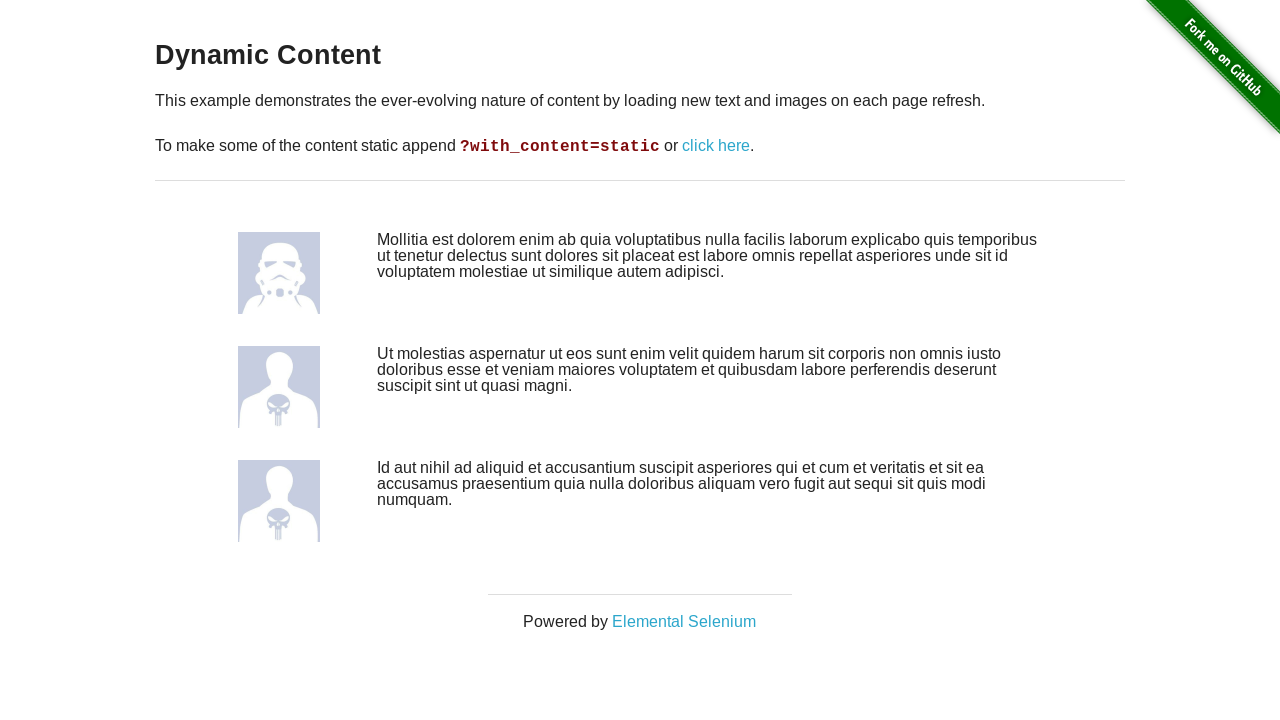 Dynamic Content
Fork me on GitHub
This example demonstrates the ever-evolving nature of content by loading new text and images on each page refresh.
To make some of the content static append ?with_content=static or click here.
Mollitia est dolorem enim ab quia voluptatibus nulla facilis laborum explicabo quis temporibus
ut tenetur delectus sunt dolores sit placeat est labore omnis repellat asperiores unde sit id
voluptatem molestiae ut similique autem adipisci.
Ut molestias aspernatur ut eos sunt enim velit quidem harum sit corporis non omnis iusto
doloribus esse et veniam maiores voluptatem et quibusdam labore perferendis deserunt
suscipit sint ut quasi magni.
Id aut nihil ad aliquid et accusantium suscipit asperiores qui et cum et veritatis et sit ea
accusamus praesentium quia nulla doloribus aliquam vero fugit aut sequi sit quis modi
numquam.
Powered by Elemental Selenium